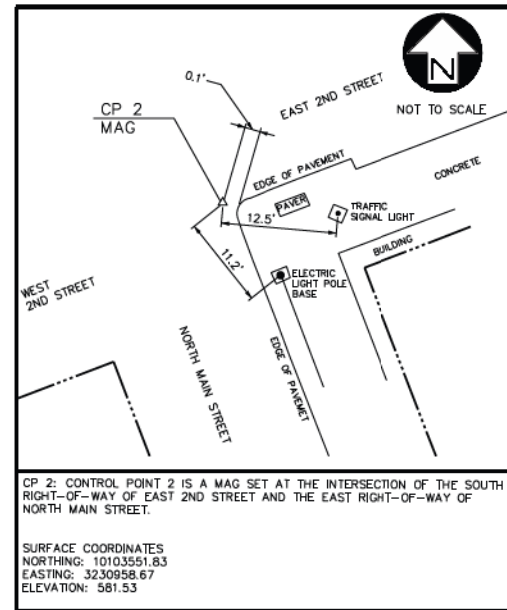 N
NOT TO SCALE
0.1'
EAST 2ND STREET
CP 2
MAG
EDGE OF PAVEMENT
CONCRETE
PAVER
TRAFFIC
SIGNAL LIGHT
12.5'
BUILDING
11.2'
ELECTRIC
LIGHT POLE
BASE
WEST
2ND STREET
NORTH MAIN STREET
EDGE OF PAVEMET
CP 2: CONTROL POINT 2 IS A MAG SET AT THE INTERSECTION OF THE SOUTH
RIGHT-OF-WAY OF EAST 2ND STREET AND THE EAST RIGHT-OF-WAY OF
NORTH MAIN STREET.
SURFACE COORDINATES
NORTHING: 10103551.83
EASTING: 3230958.67
ELEVATION: 581.53